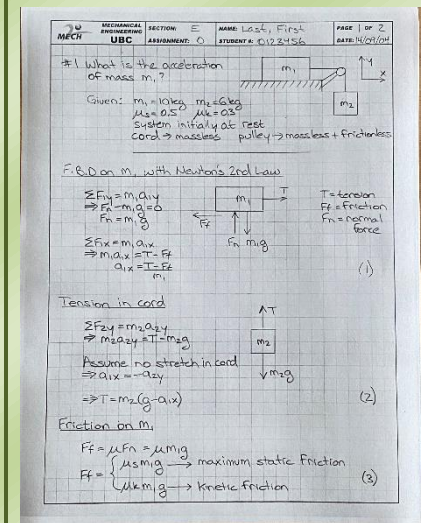 MECH
MECHANICAL ENGINEERING
UBC
SECTION: E
ASSIGNMENT: 0
NAME: Last, First
STUDENT #: 0123456
PAGE 1 OF 2
DATE: 14/09/04
#1 What is the acceleration
of mass m₁?
m₁
m₂
y
x
Given: m₁ = 10kg m₂ = 6kg
μs = 0.5 μk = 0.3
system initially at rest
cord → massless pulley → massless + frictionless
F.B.D on m₁ with Newton's 2nd Law
ΣF₁y = m₁a₁y
⇒ Fn - m₁g = 0
Fn = m₁g
m₁
T
Ff
Fn m₁g
T = tension
Ff = friction
Fn = normal
force
ΣF₁x = m₁a₁x
⇒ m₁a₁x = T - Ff
a₁x = T - Ff / m₁
(1)
Tension in cord
ΣF₂y = m₂a₂y
⇒ m₂a₂y = T - m₂g
T
m₂
m₂g
Assume no stretch in cord
⇒ a₁x = -a₂y
⇒ T = m₂(g - a₁x)
(2)
Friction on m₁
Ff = μFn = μm₁g
Ff = { μsm₁g → maximum static friction
μkm₁g → kinetic friction
(3)